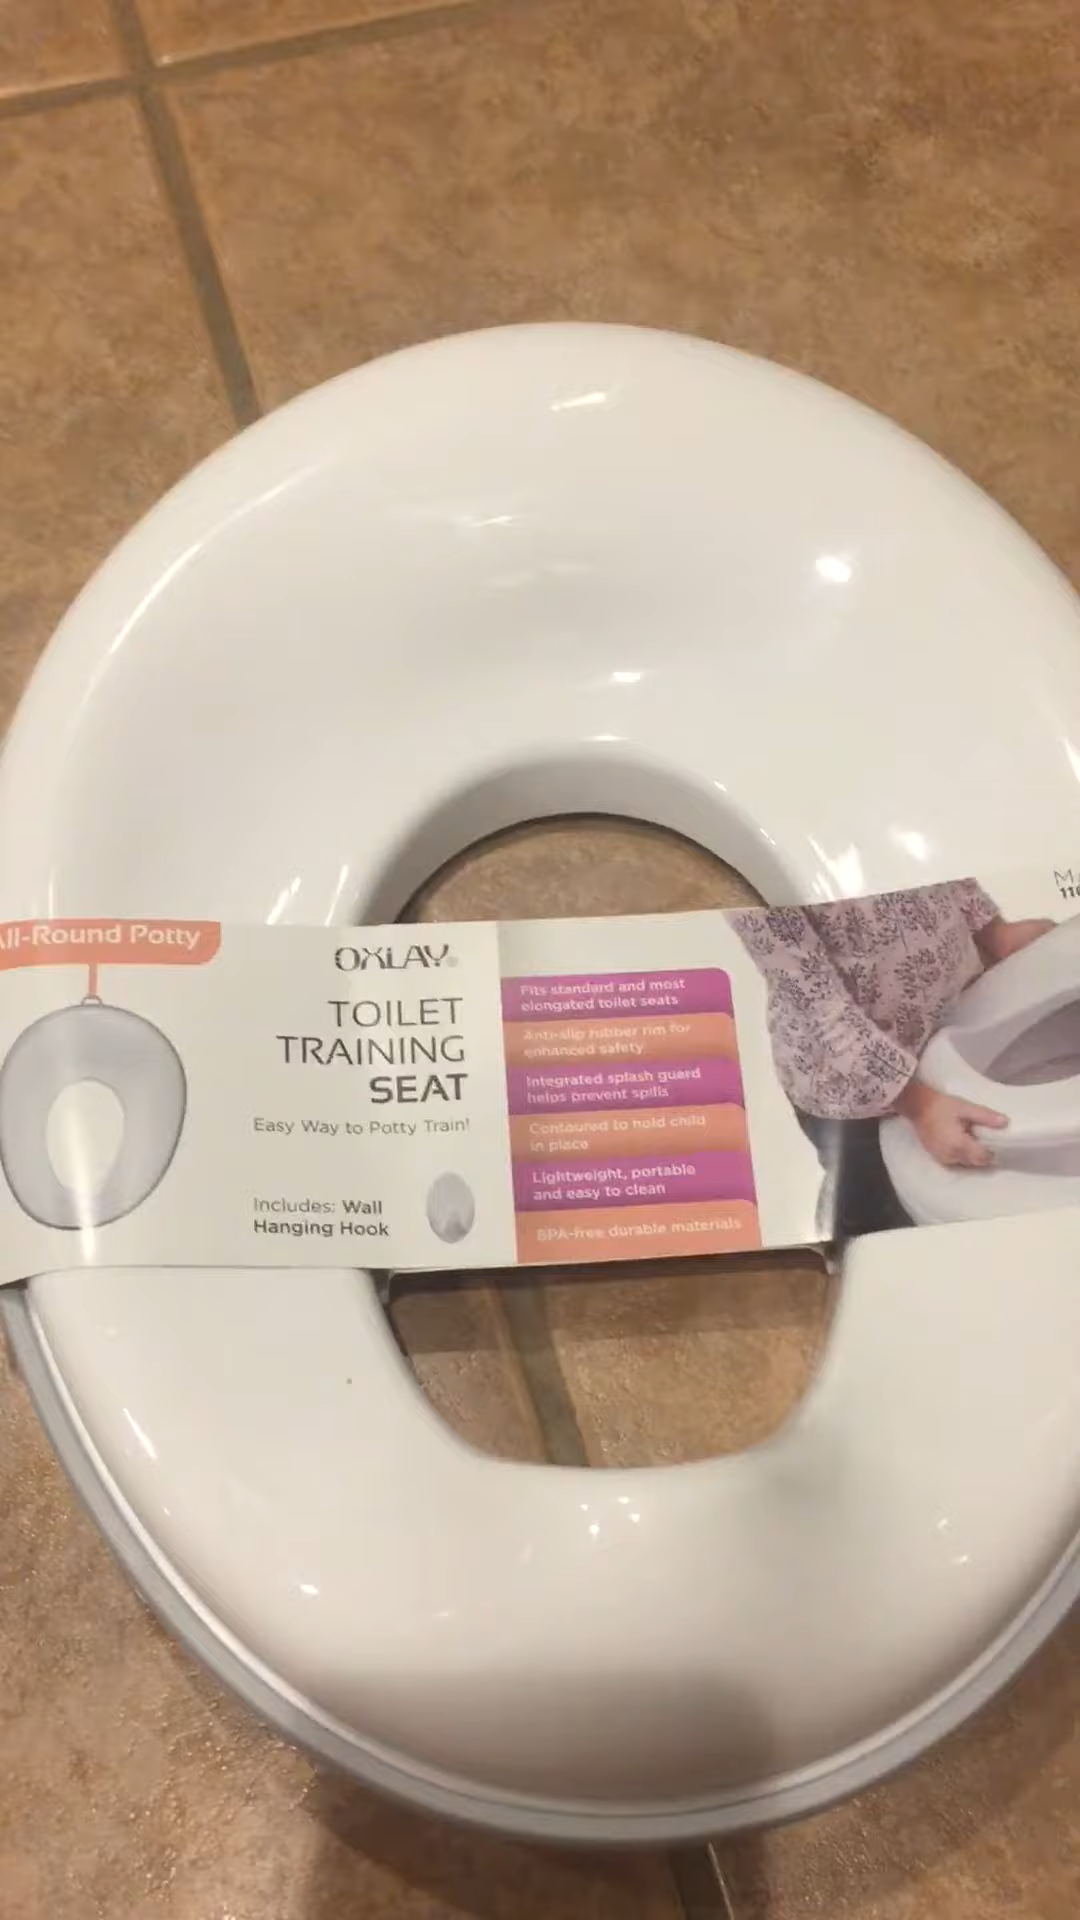 All-Round Potty
OXLAY
TOILET
TRAINING
SEAT
Easy Way to Potty Train!
Includes: Wall
Hanging Hook
Fits standard and most
elongated toilet seats
Anti-slip rubber rim for
enhanced safety
Integrated splash guard
helps prevent spills
Contoured to hold child
in place
Lightweight, portable
and easy to clean
BPA-free durable materials